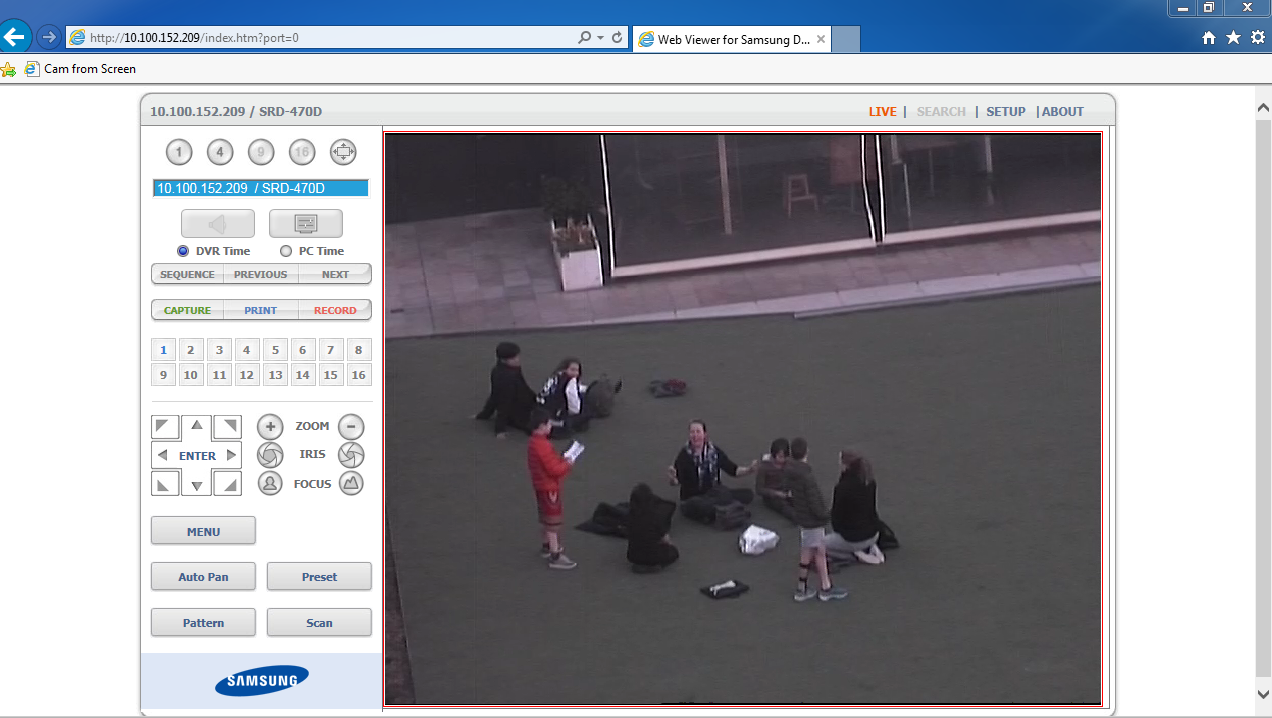 http://10.100.152.209/index.htm?port=0
Web Viewer for Samsung D...
Cam from Screen
10.100.152.209 / SRD-470D
LIVE | SEARCH | SETUP | ABOUT
1 4 9 16
10.100.152.209 / SRD-470D
DVR Time PC Time
SEQUENCE PREVIOUS NEXT
CAPTURE PRINT RECORD
1 2 3 4 5 6 7 8
9 10 11 12 13 14 15 16
ZOOM
ENTER IRIS
FOCUS
MENU
Auto Pan Preset
Pattern Scan
SAMSUNG